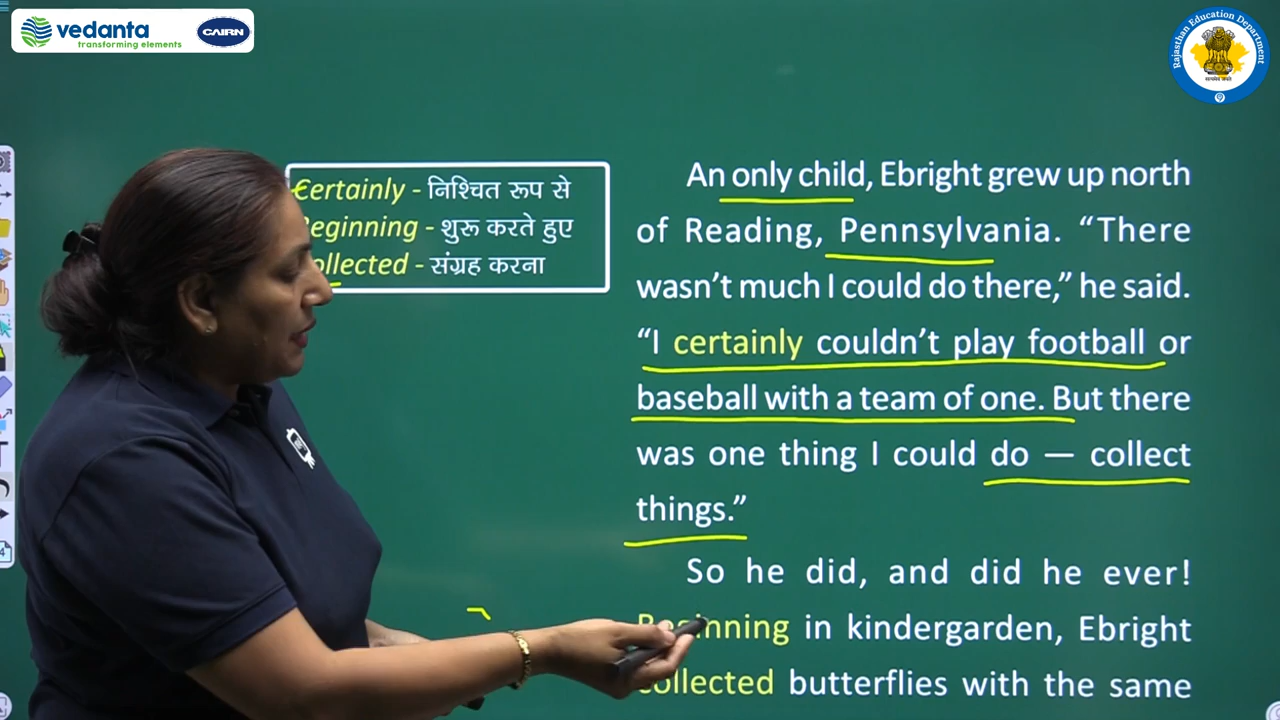 vedanta
transforming elements
CAIRN
Rajasthan Education Department
Certainly - निश्चित रूप से
Beginning - शुरू करते हुए
Collected - संग्रह करना
An only child, Ebright grew up north
of Reading, Pennsylvania. “There
wasn’t much I could do there,” he said.
“I certainly couldn’t play football or
baseball with a team of one. But there
was one thing I could do — collect
things.”
So he did, and did he ever!
Beginning in kindergarden, Ebright
collected butterflies with the same